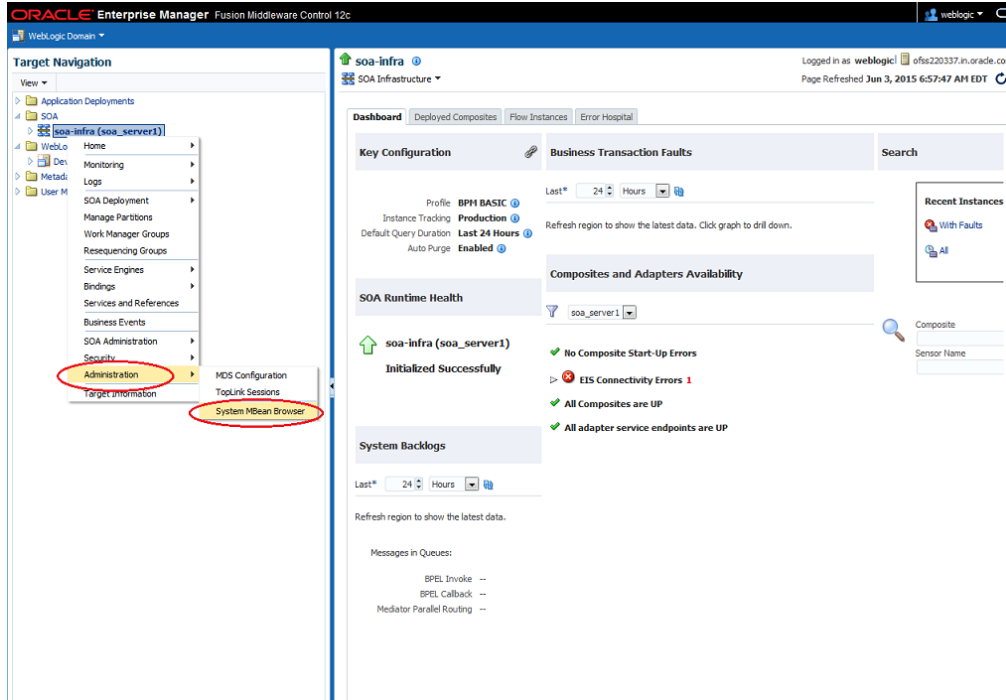 ORACLE Enterprise Manager Fusion Middleware Control 12c
weblogic
WebLogic Domain
Target Navigation
View
Application Deployments
SOA
soa-infra (soa_server1)
WebLo
Dev
Metada
User M
Home
Monitoring
Logs
SOA Deployment
Manage Partitions
Work Manager Groups
Resequencing Groups
Service Engines
Bindings
Services and References
Business Events
SOA Administration
Security
Administration
Target Information
MDS Configuration
TopLink Sessions
System MBean Browser
soa-infra
SOA Infrastructure
Logged in as weblogic
ofss220337.in.oracle.co
Page Refreshed Jun 3, 2015 6:57:47 AM EDT
Dashboard
Deployed Composites
Flow Instances
Error Hospital
Key Configuration
Profile BPM BASIC
Instance Tracking Production
Default Query Duration Last 24 Hours
Auto Purge Enabled
SOA Runtime Health
soa-infra (soa_server1)
Initialized Successfully
System Backlogs
Last* 24 Hours
Refresh region to show the latest data.
Messages in Queues:
BPEL Invoke --
BPEL Callback --
Mediator Parallel Routing --
Business Transaction Faults
Last* 24 Hours
Refresh region to show the latest data. Click graph to drill down.
Composites and Adapters Availability
soa_server1
No Composite Start-Up Errors
EIS Connectivity Errors 1
All Composites are UP
All adapter service endpoints are UP
Search
Recent Instances
With Faults
All
Composite
Sensor Name